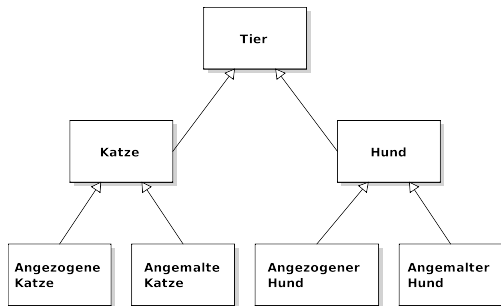 Tier
Katze
Hund
Angezogene
Katze
Angemalte
Katze
Angezogener
Hund
Angemalter
Hund